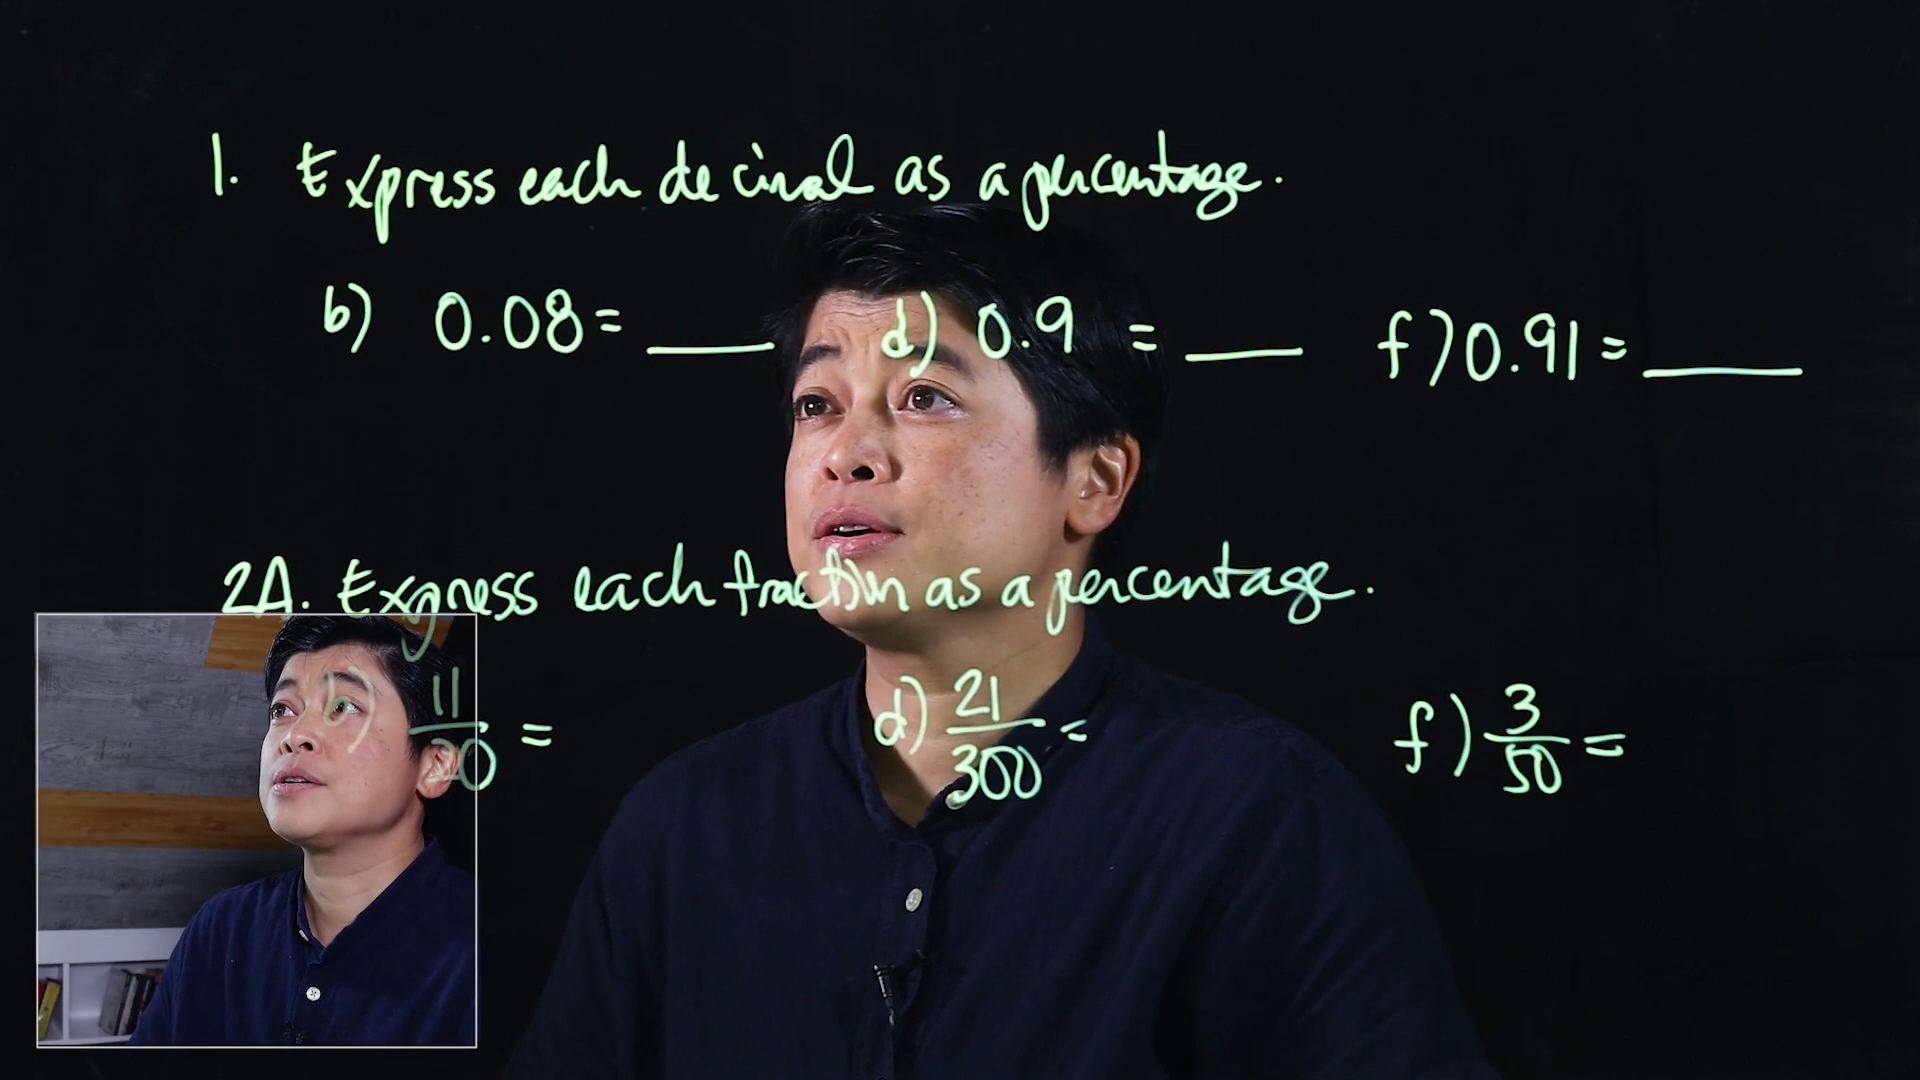 1. Express each decimal as a percentage.
b) 0.08 = ____ d) 0.9 = ____ f) 0.91 = ____
2A. Express each fraction as a percentage.
b) 11/20 = d) 21/300 = f) 3/50 =